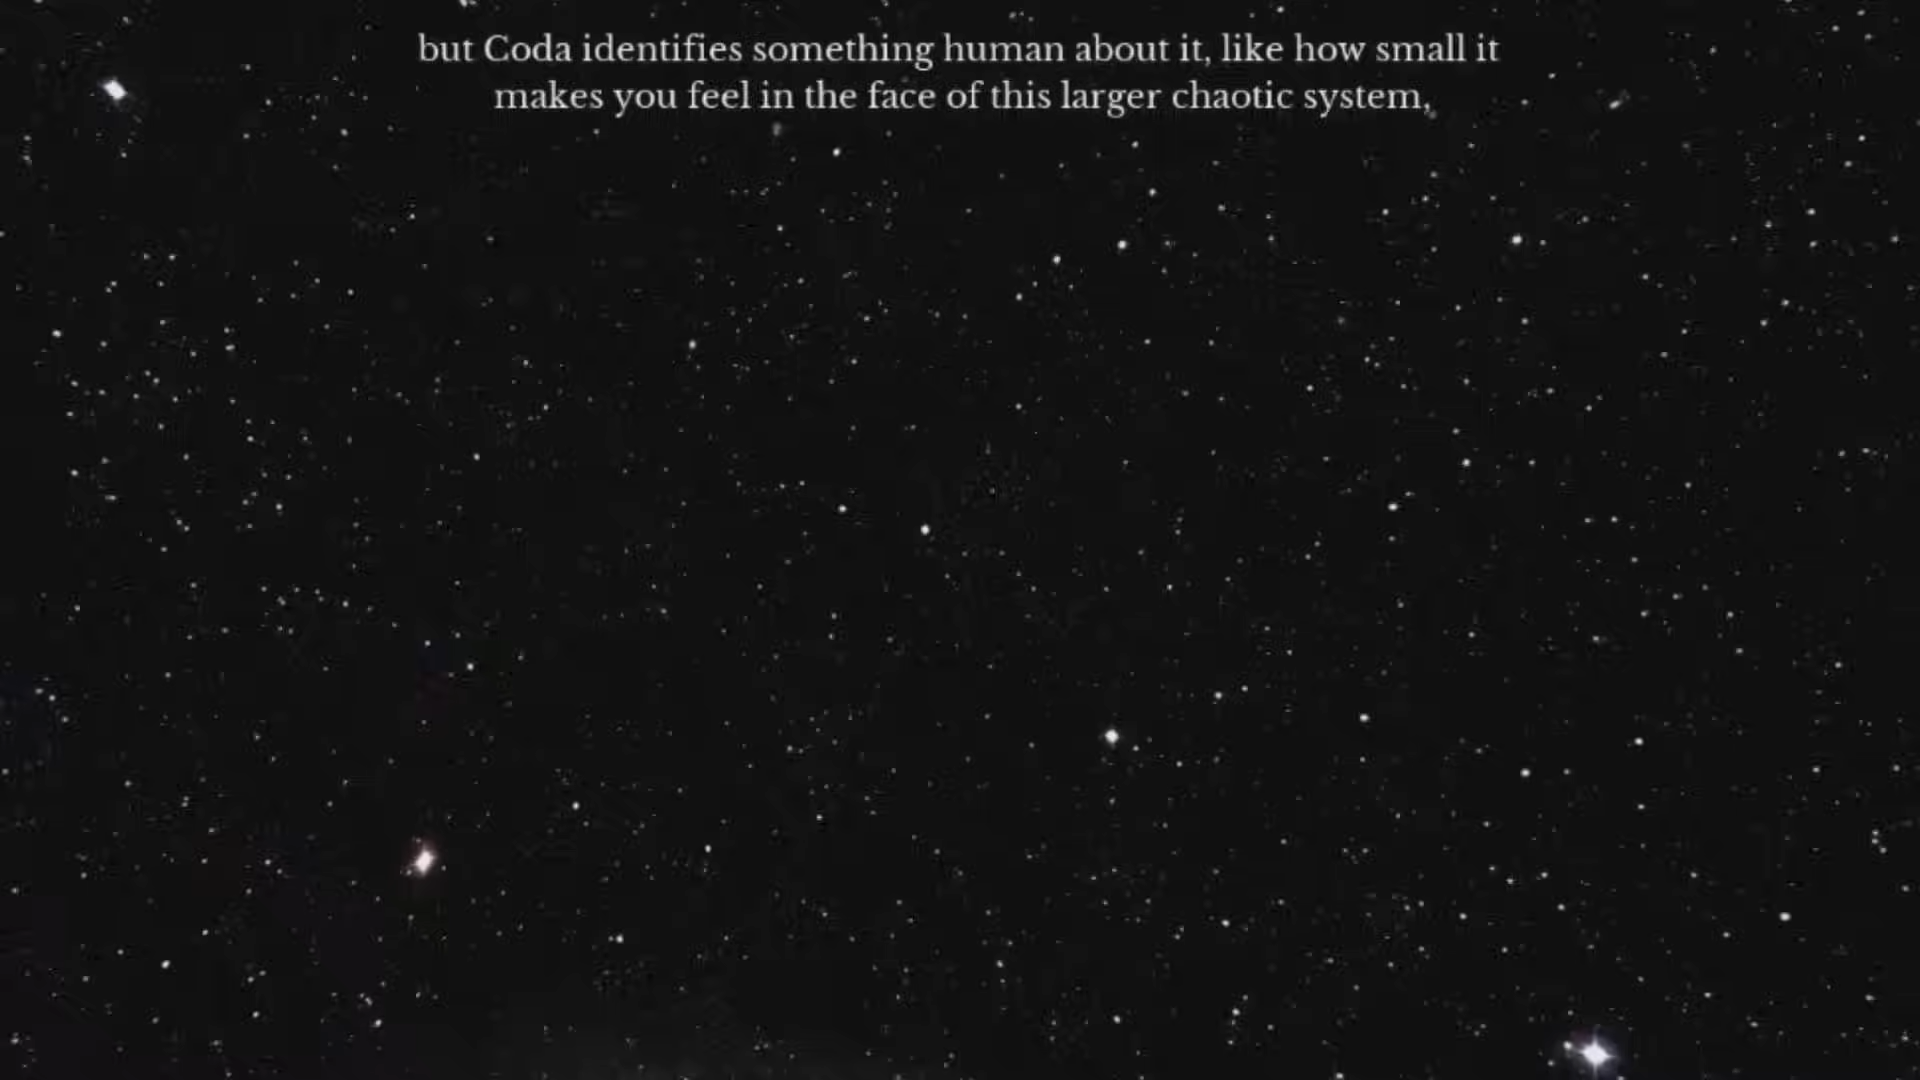 but Coda identifies something human about it, like how small it
makes you feel in the face of this larger chaotic system,